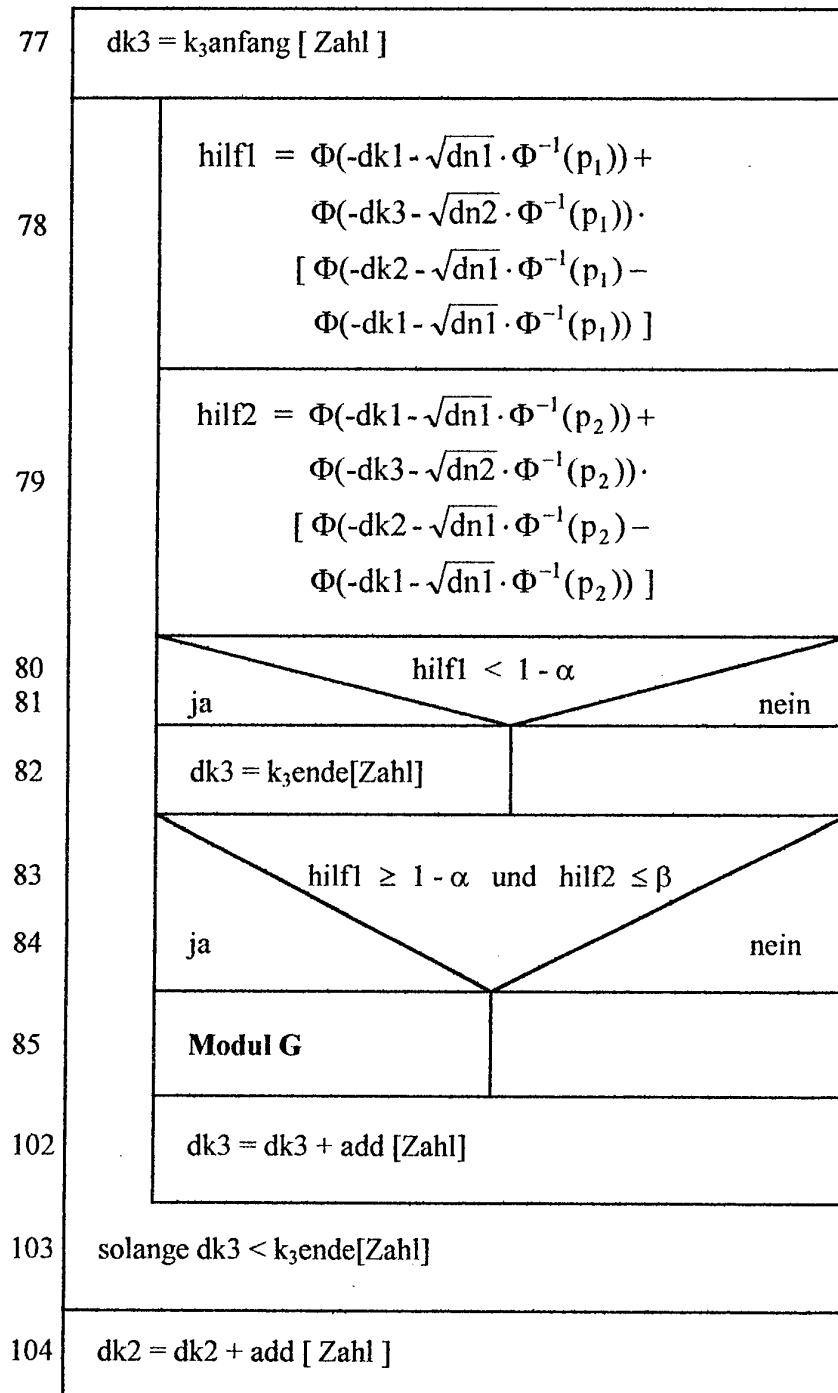 77 dk3 = k₃anfang [ Zahl ]
hilf1 = Φ(-dk1 - √dn1 · Φ⁻¹(p₁)) +
78 Φ(-dk3 - √dn2 · Φ⁻¹(p₁)) ·
[ Φ(-dk2 - √dn1 · Φ⁻¹(p₁) –
Φ(-dk1 - √dn1 · Φ⁻¹(p₁)) ]
hilf2 = Φ(-dk1 - √dn1 · Φ⁻¹(p₂)) +
79 Φ(-dk3 - √dn2 · Φ⁻¹(p₂)) ·
[ Φ(-dk2 - √dn1 · Φ⁻¹(p₂) –
Φ(-dk1 - √dn1 · Φ⁻¹(p₂)) ]
80 hilf1 < 1 - α
81 ja nein
82 dk3 = k₃ende[Zahl]
83 hilf1 ≥ 1 - α und hilf2 ≤ β
84 ja nein
85 Modul G
102 dk3 = dk3 + add [Zahl]
103 solange dk3 < k₃ende[Zahl]
104 dk2 = dk2 + add [ Zahl ]